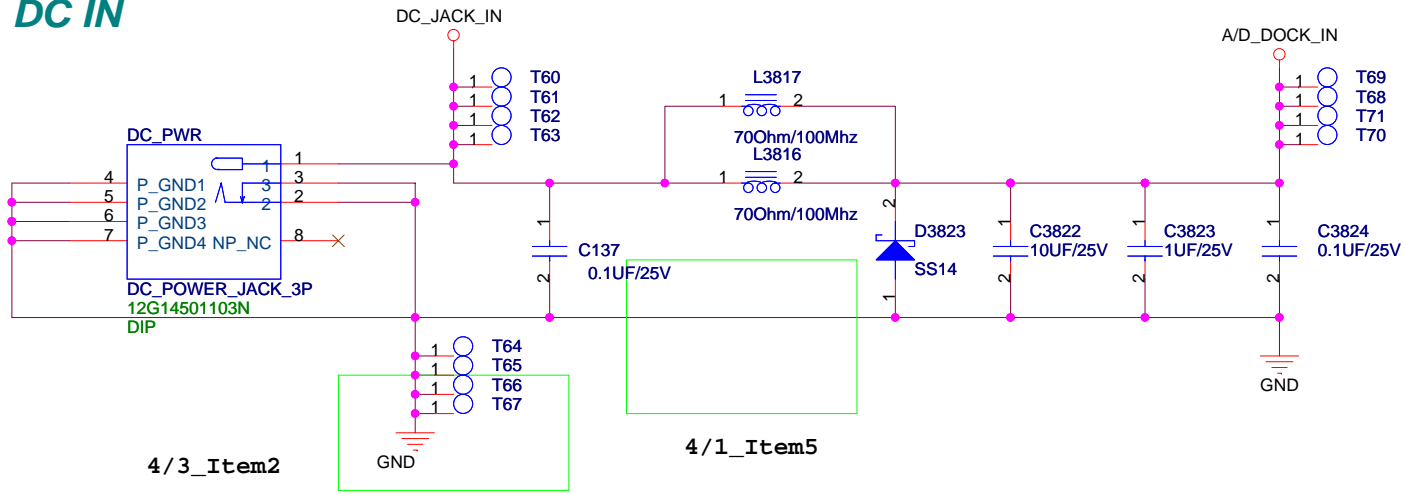 DC IN
DC_JACK_IN
A/D_DOCK_IN
1 T60
1 T61
1 T62
1 T63
L3817
1 2
70Ohm/100Mhz
L3816
1 2
70Ohm/100Mhz
1 T69
1 T68
1 T71
1 T70
DC_PWR
1 1
4 P_GND1 3 3
5 P_GND2 2 2
6 P_GND3
7 P_GND4 NP_NC 8
DC_POWER_JACK_3P
12G14501103N
DIP
1
C137
0.1UF/25V
2
2
D3823
SS14
1
1
C3822
10UF/25V
2
1
C3823
1UF/25V
2
1
C3824
0.1UF/25V
2
1 T64
1 T65
1 T66
1 T67
GND
GND
4/3_Item2
4/1_Item5